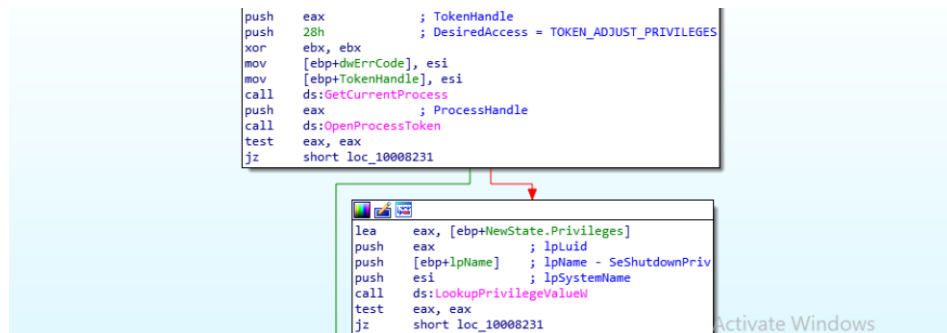 push eax ; TokenHandle
push 28h ; DesiredAccess = TOKEN_ADJUST_PRIVILEGES
xor ebx, ebx
mov [ebp+dwErrCode], esi
mov [ebp+TokenHandle], esi
call ds:GetCurrentProcess
push eax ; ProcessHandle
call ds:OpenProcessToken
test eax, eax
jz short loc_10008231
lea eax, [ebp+NewState.Privileges]
push eax ; lpLuid
push [ebp+lpName] ; lpName - SeShutdownPriv
push esi ; lpSystemName
call ds:LookupPrivilegeValueW
test eax, eax
jz short loc_10008231
Activate Windows